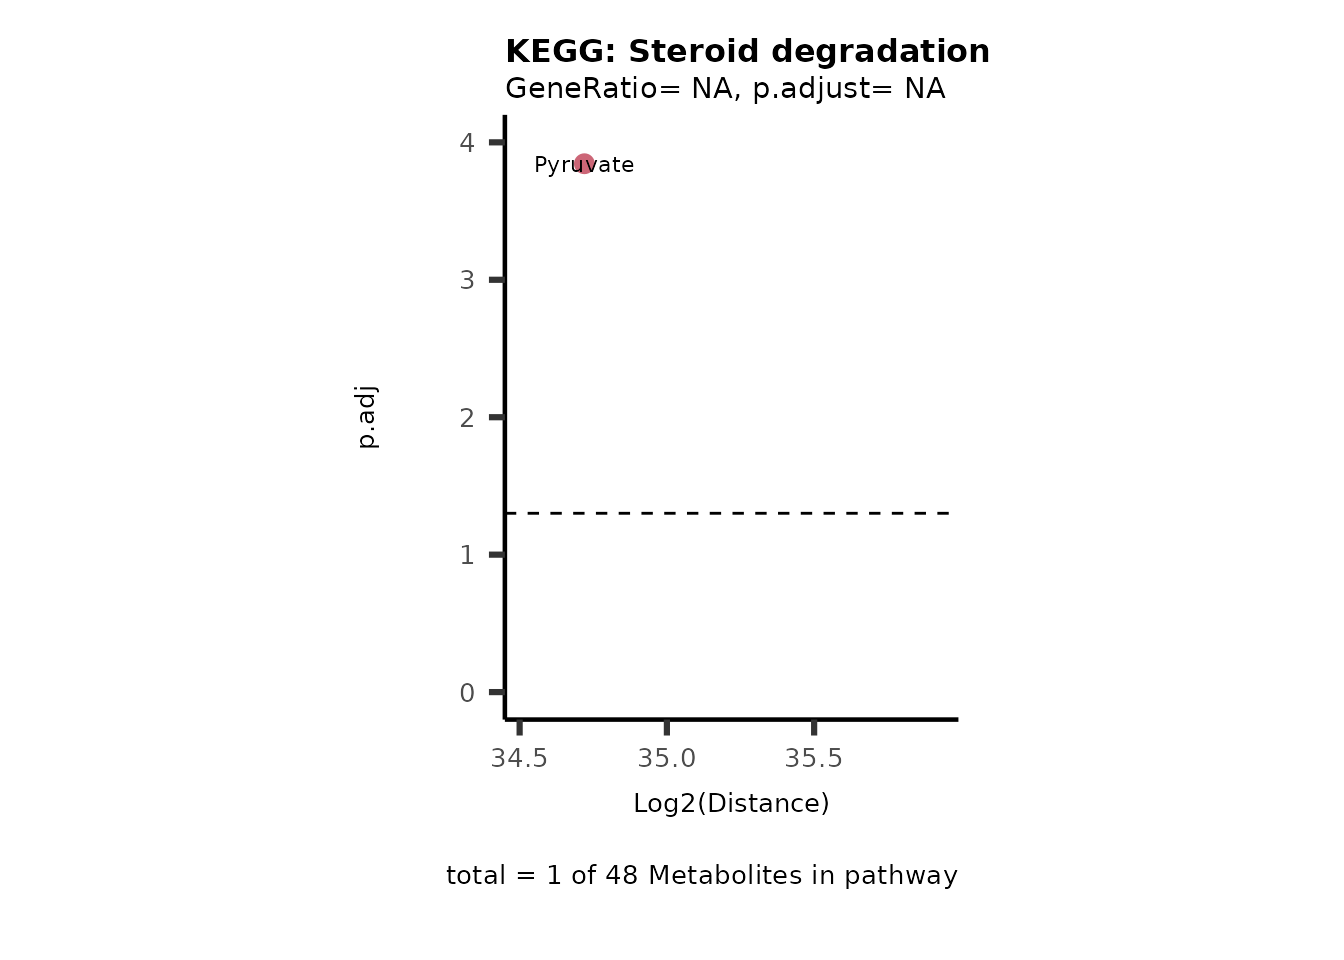 KEGG: Steroid degradation
GeneRatio= NA, p.adjust= NA
4
Pyruvate
3
p.adj
2
1
0
34.5 35.0 35.5
Log2(Distance)
total = 1 of 48 Metabolites in pathway